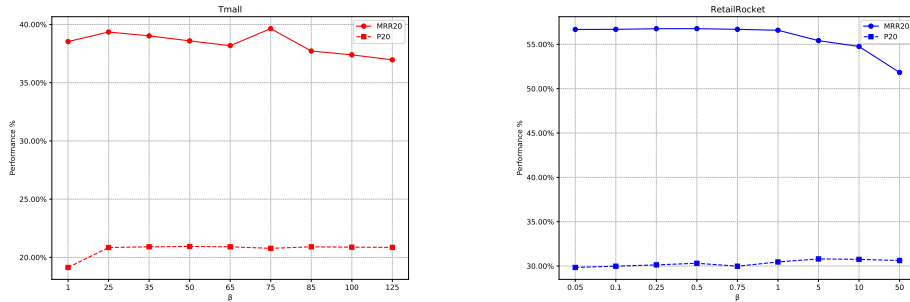 Tmall
40.00%
35.00%
30.00%
25.00%
20.00%
Performance %
1 25 35 50 65 75 85 100 125
β
MRR20
P20
RetailRocket
55.00%
50.00%
45.00%
40.00%
35.00%
30.00%
Performance %
0.05 0.1 0.25 0.5 0.75 1 5 10 50
β
MRR20
P20